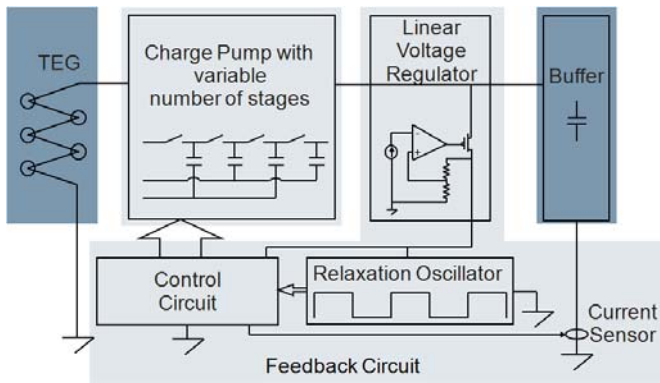 TEG
Charge Pump with
variable
number of stages
Linear
Voltage
Regulator
Buffer
-
+
Control
Circuit
Relaxation Oscillator
Current
Sensor
Feedback Circuit